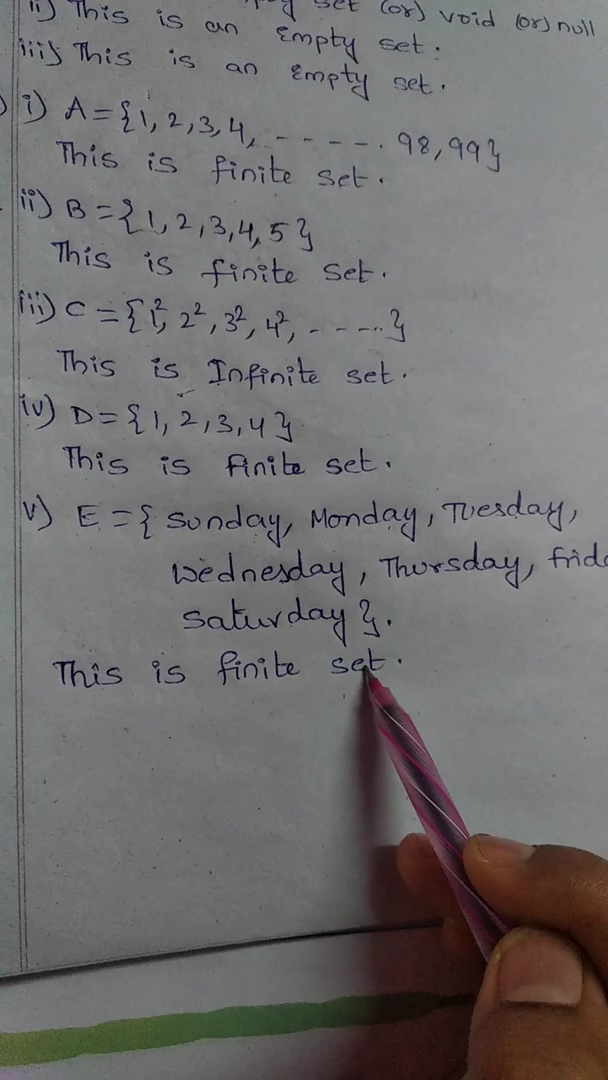 ii) This is an empty set (or) void (or) null
Empty set.
iii) This is an Empty set.
i) A={1, 2, 3, 4, ----- . 98, 99}
This is finite set.
ii) B={1, 2, 3, 4, 5}
This is finite set.
iii) C={1², 2², 3², 4², - - - -..}
This is Infinite set.
iv) D={1, 2, 3, 4}
This is finite set.
v) E={ Sunday, Monday, Tuesday,
Wednesday, Thursday,
Saturday }.
This is finite set.